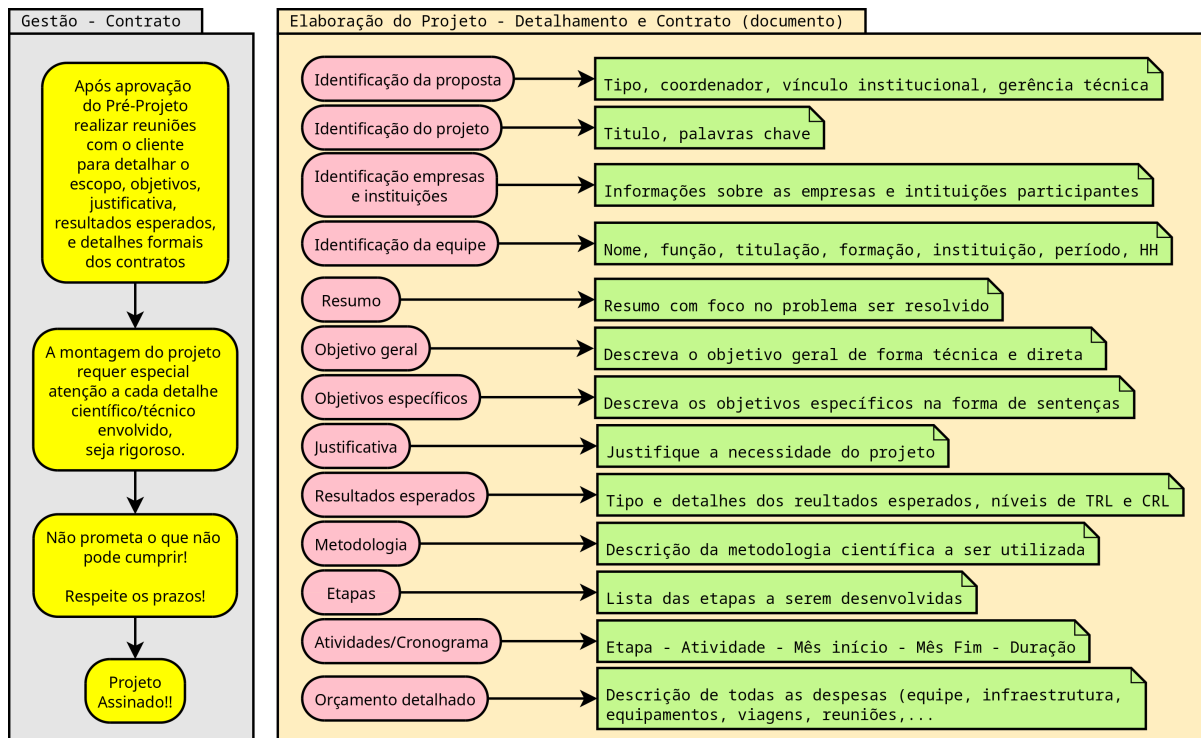 Gestão - Contrato
Após aprovação
do Pré-Projeto
realizar reuniões
com o cliente
para detalhar o
escopo, objetivos,
justificativa,
resultados esperados,
e detalhes formais
dos contratos
A montagem do projeto
requer especial
atenção a cada detalhe
científico/técnico
envolvido,
seja rigoroso.
Não prometa o que não
pode cumprir!
Respeite os prazos!
Projeto
Assinado!!
Elaboração do Projeto - Detalhamento e Contrato (documento)
Identificação da proposta
Tipo, coordenador, vínculo institucional, gerência técnica
Identificação do projeto
Titulo, palavras chave
Identificação empresas
e instituições
Informações sobre as empresas e intituições participantes
Identificação da equipe
Nome, função, titulação, formação, instituição, período, HH
Resumo
Resumo com foco no problema ser resolvido
Objetivo geral
Descreva o objetivo geral de forma técnica e direta
Objetivos específicos
Descreva os objetivos específicos na forma de sentenças
Justificativa
Justifique a necessidade do projeto
Resultados esperados
Tipo e detalhes dos reultados esperados, níveis de TRL e CRL
Metodologia
Descrição da metodologia científica a ser utilizada
Etapas
Lista das etapas a serem desenvolvidas
Atividades/Cronograma
Etapa - Atividade - Mês início - Mês Fim - Duração
Orçamento detalhado
Descrição de todas as despesas (equipe, infraestrutura,
equipamentos, viagens, reuniões,...